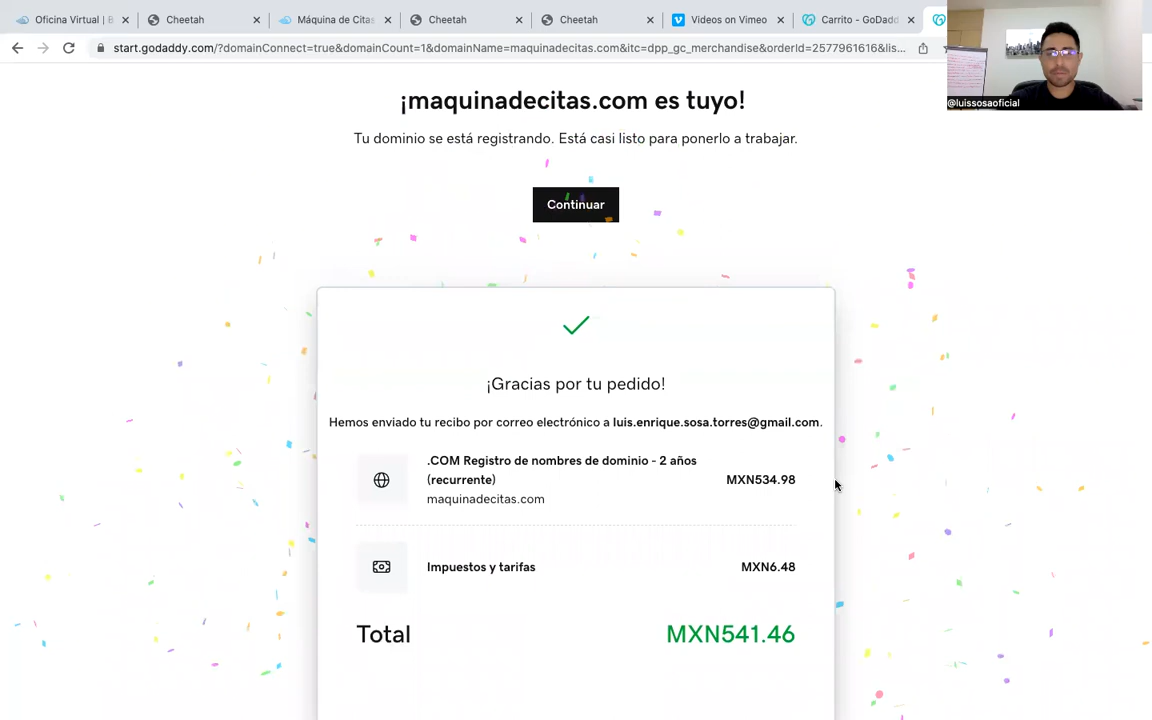 Oficina Virtual | B
Cheetah
Máquina de Citas
Cheetah
Cheetah
Videos on Vimeo
Carrito - GoDadd
start.godaddy.com/?domainConnect=true&domainCount=1&domainName=maquinadecitas.com&itc=dpp_gc_merchandise&orderId=2577961616&lis...
@luissosaoficial
¡maquinadecitas.com es tuyo!
Tu dominio se está registrando. Está casi listo para ponerlo a trabajar.
Continuar
¡Gracias por tu pedido!
Hemos enviado tu recibo por correo electrónico a luis.enrique.sosa.torres@gmail.com.
.COM Registro de nombres de dominio - 2 años
(recurrente)
MXN534.98
maquinadecitas.com
Impuestos y tarifas
MXN6.48
Total
MXN541.46